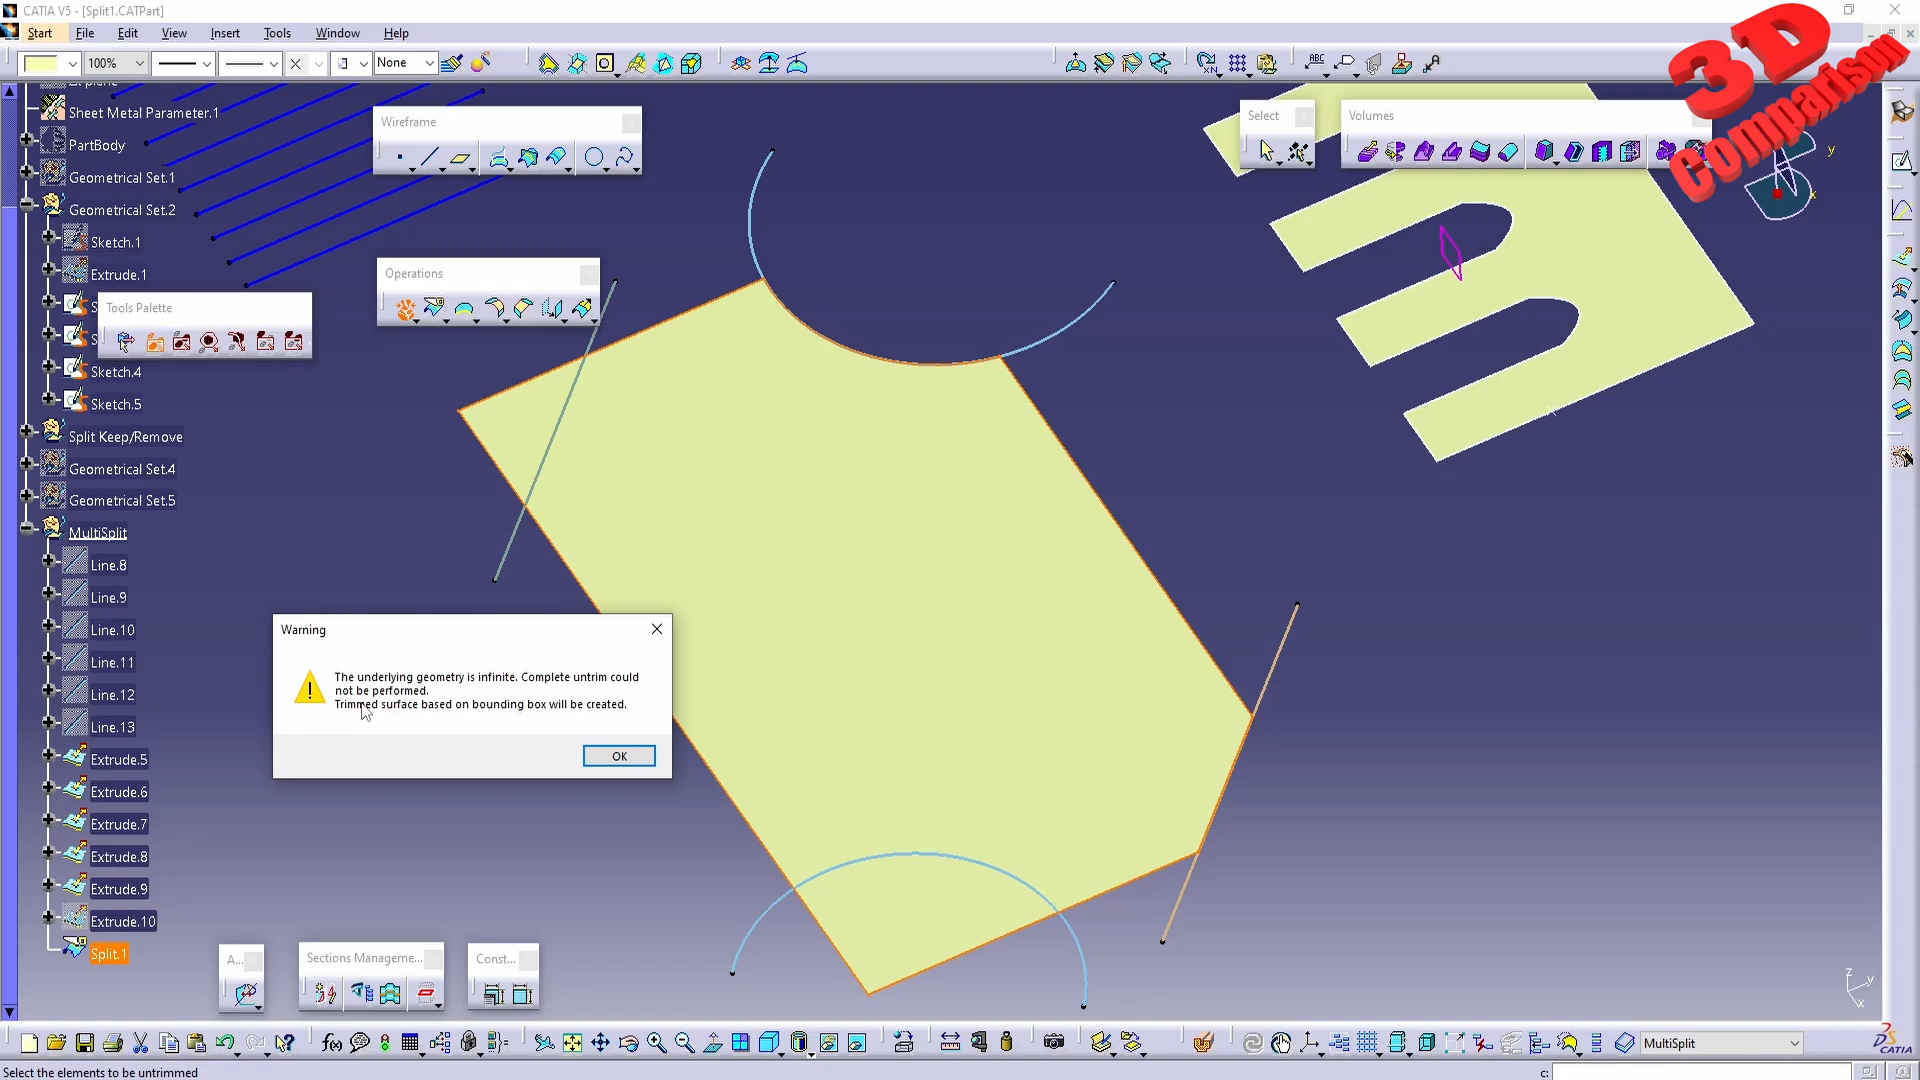 CATIA V5 - [Split1.CATPart]
Start File Edit View Insert Tools Window Help
100%
None
ABC
3D
Comparison
Sheet Metal Parameter.1
PartBody
Geometrical Set.1
Geometrical Set.2
Sketch.1
Extrude.1
S
S
Sketch.4
Sketch.5
Split Keep/Remove
Geometrical Set.4
Geometrical Set.5
MultiSplit
Line.8
Line.9
Line.10
Line.11
Line.12
Line.13
Extrude.5
Extrude.6
Extrude.7
Extrude.8
Extrude.9
Extrude.10
Split.1
Tools Palette
Wireframe
Operations
Select
Volumes
y
x
Warning
The underlying geometry is infinite. Complete untrim could
not be performed.
Trimmed surface based on bounding box will be created.
OK
A...
Sections Manageme...
Const...
z
y
x
f(x)
MultiSplit
CATIA
Select the elements to be untrimmed
c: